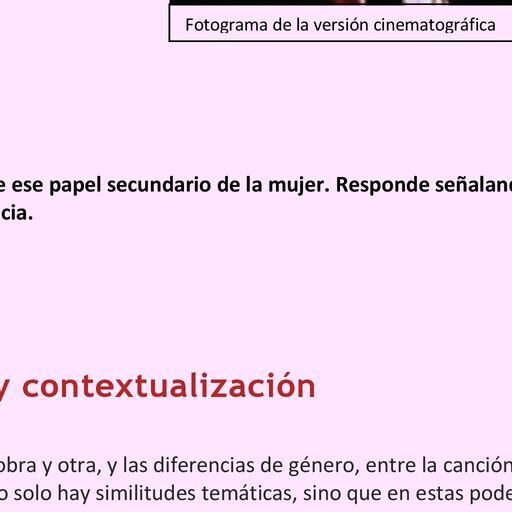 Fotograma de la versión cinematográfica
e ese papel secundario de la mujer. Responde señaland
cia.
y contextualización
obra y otra, y las diferencias de género, entre la canción
o solo hay similitudes temáticas, sino que en estas pode